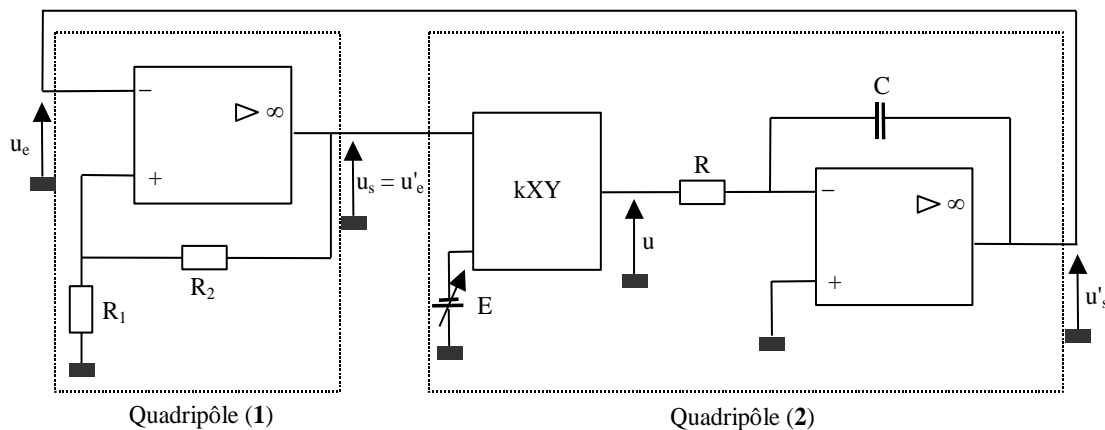 C
− ▷ ∞
u_e
+
u_s = u'_e
kXY
R
− ▷ ∞
u
R_2
+
R_1
E
u'_s
Quadripôle (1)
Quadripôle (2)